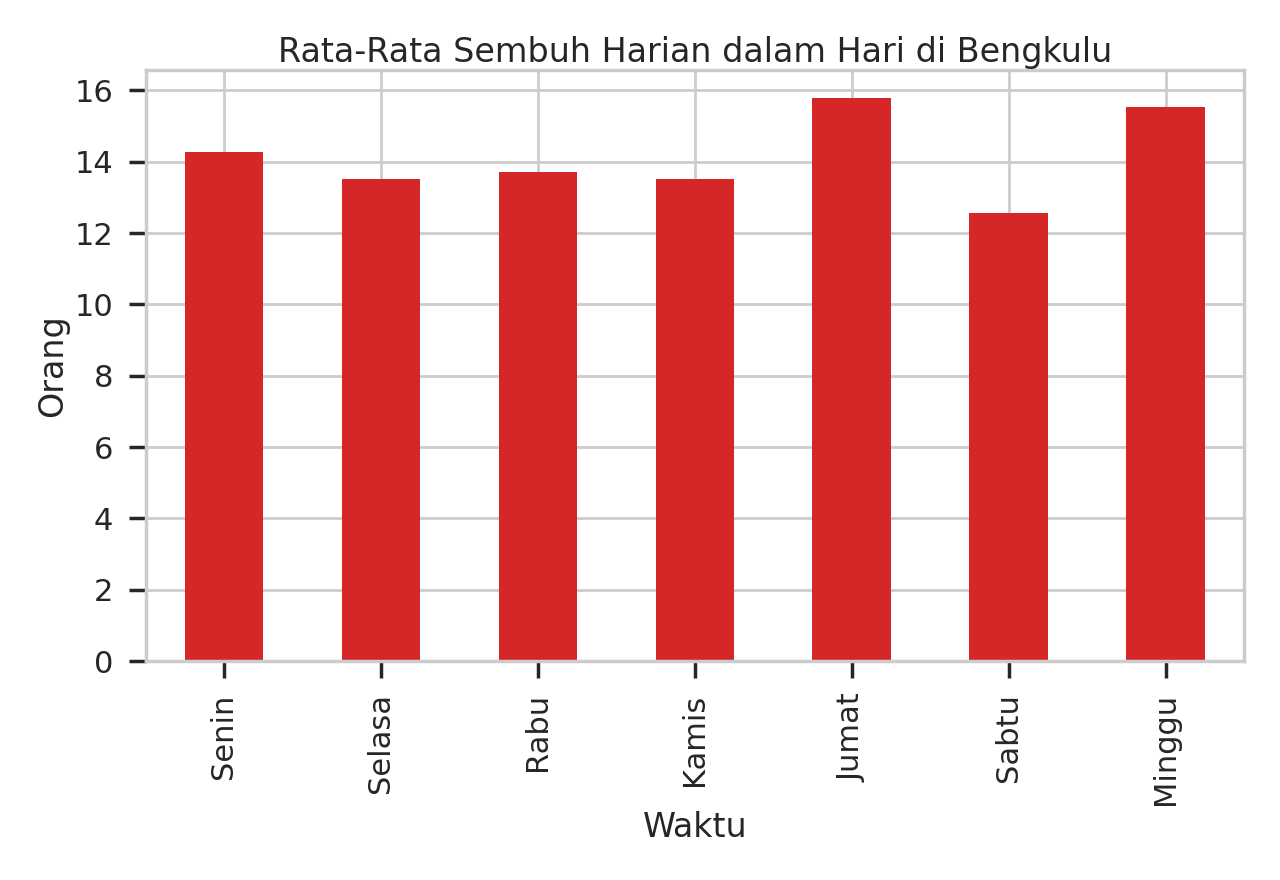 Rata-Rata Sembuh Harian dalam Hari di Bengkulu
16
14
12
10
8
6
4
2
0
Orang
Senin
Selasa
Rabu
Kamis
Jumat
Sabtu
Minggu
Waktu